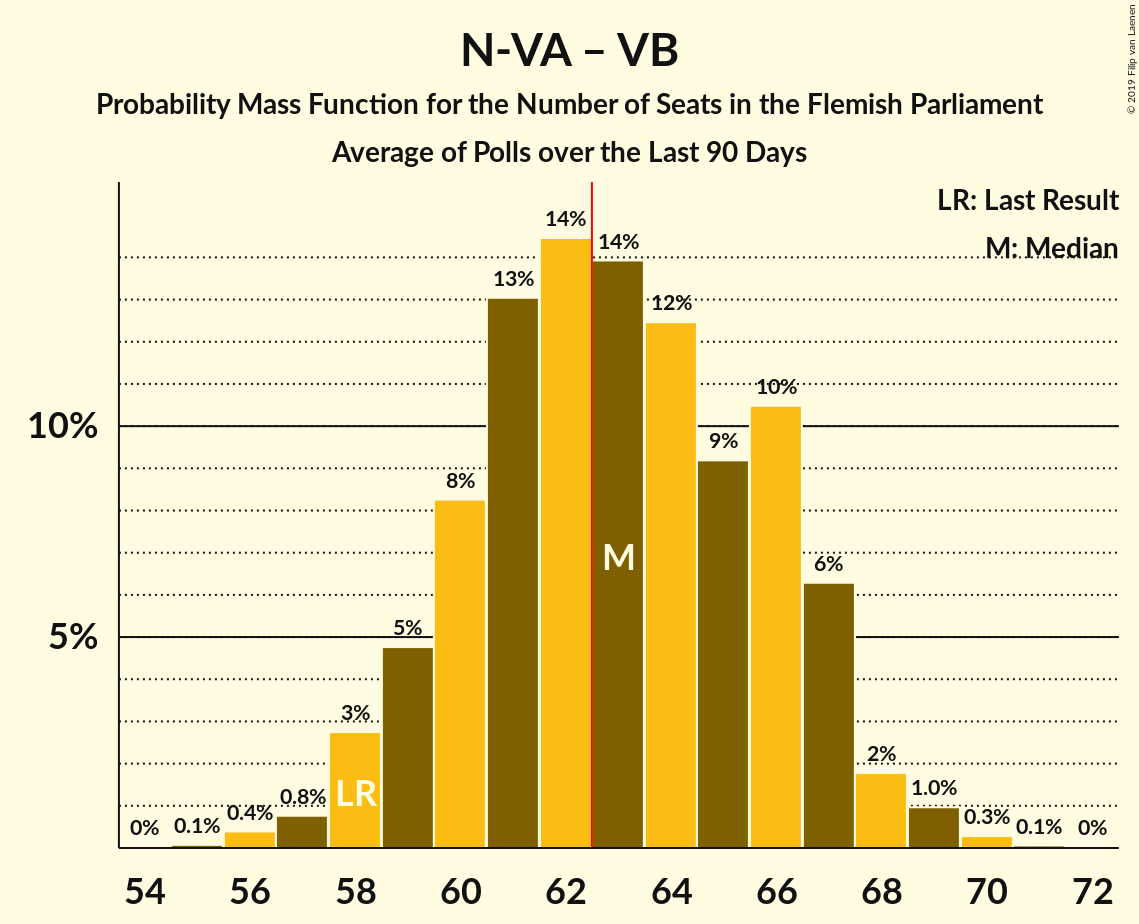 N-VA – VB
Probability Mass Function for the Number of Seats in the Flemish Parliament
Average of Polls over the Last 90 Days
© 2019 Filip van Laenen
LR: Last Result
M: Median
10%
5%
0%
0.1%
0.4%
0.8%
3%
5%
8%
13%
14%
14%
12%
9%
10%
6%
2%
1.0%
0.3%
0.1%
0%
LR
M
54 56 58 60 62 64 66 68 70 72